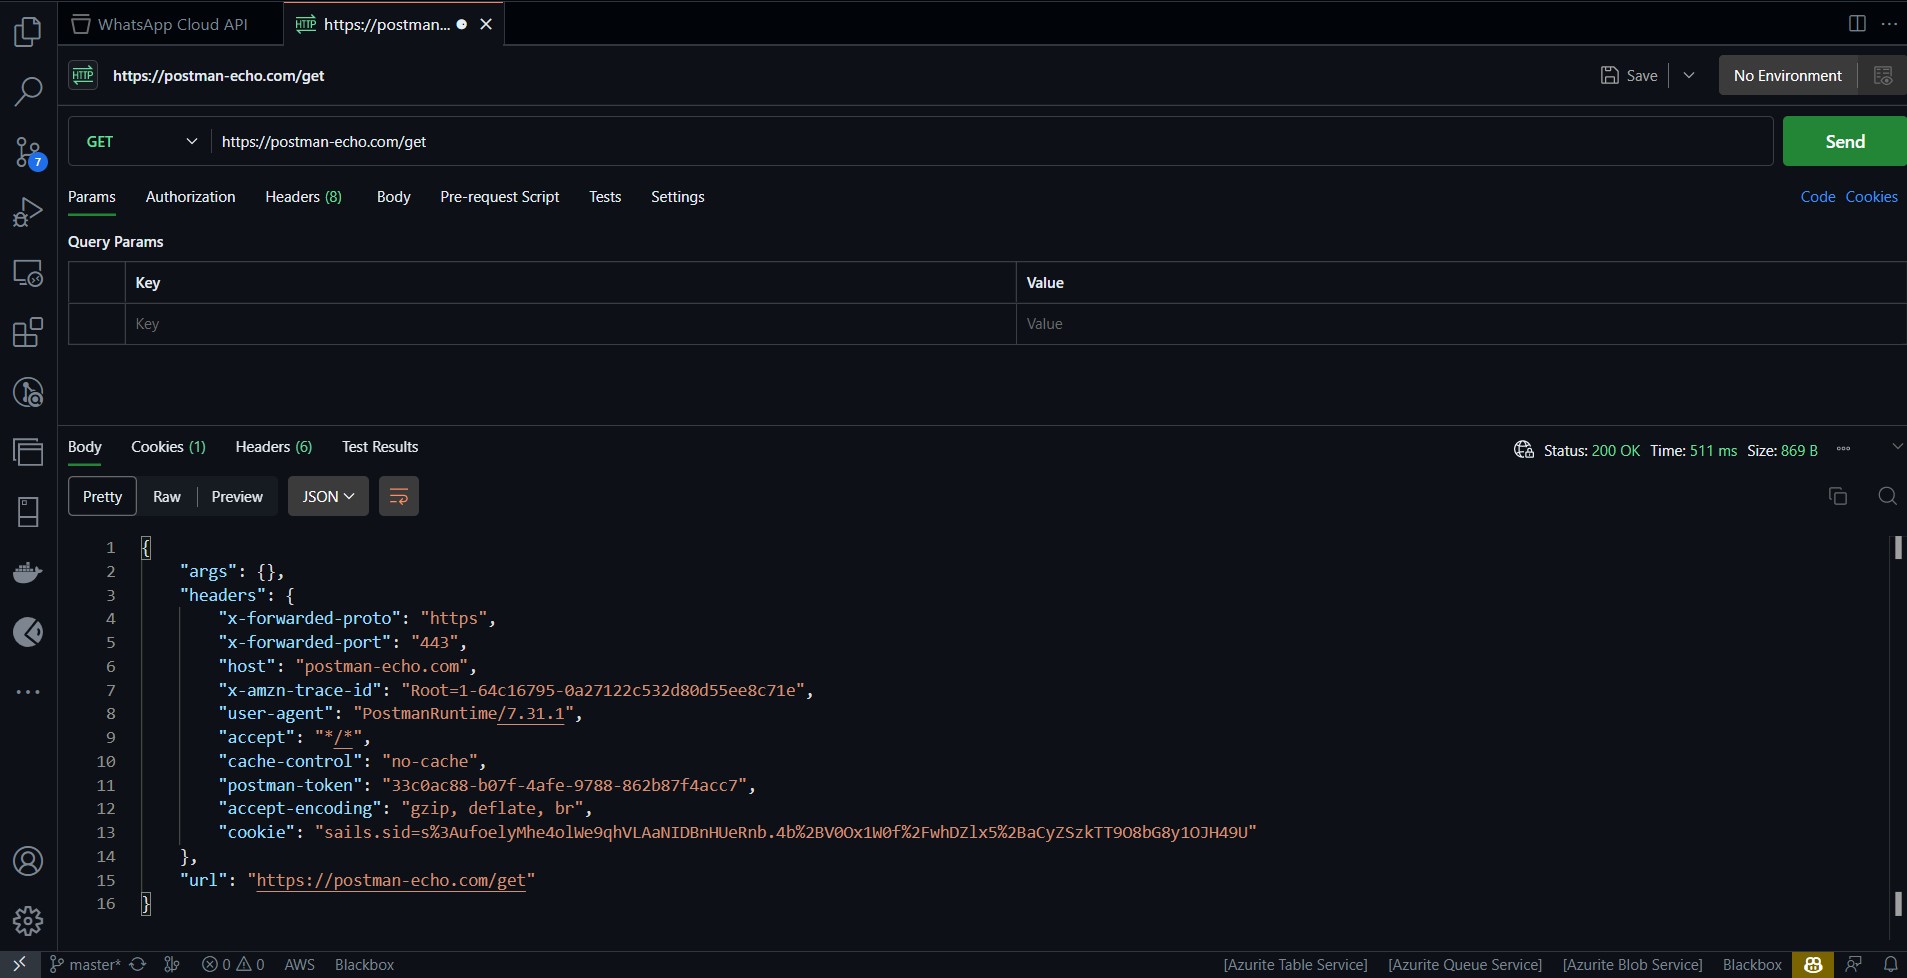 WhatsApp Cloud API
HTTP https://postman...
HTTP https://postman-echo.com/get
Save
No Environment
GET https://postman-echo.com/get
Send
Params Authorization Headers (8) Body Pre-request Script Tests Settings
Code Cookies
Query Params
Key Value
Key Value
7
Body Cookies (1) Headers (6) Test Results
Status: 200 OK Time: 511 ms Size: 869 B
Pretty Raw Preview JSON
1 {
2 "args": {},
3 "headers": {
4 "x-forwarded-proto": "https",
5 "x-forwarded-port": "443",
6 "host": "postman-echo.com",
7 "x-amzn-trace-id": "Root=1-64c16795-0a27122c532d80d55ee8c71e",
8 "user-agent": "PostmanRuntime/7.31.1",
9 "accept": "*/*",
10 "cache-control": "no-cache",
11 "postman-token": "33c0ac88-b07f-4afe-9788-862b87f4acc7",
12 "accept-encoding": "gzip, deflate, br",
13 "cookie": "sails.sid=s%3AufoelyMhe4olWe9qhVLAaNIDBnHUeRnb.4b%2BV0Ox1W0f%2FwhDZlx5%2BaCyZSzkTT9O8bG8y1OJH49U"
14 },
15 "url": "https://postman-echo.com/get"
16 }
master* 0 0 AWS Blackbox
[Azurite Table Service] [Azurite Queue Service] [Azurite Blob Service] Blackbox